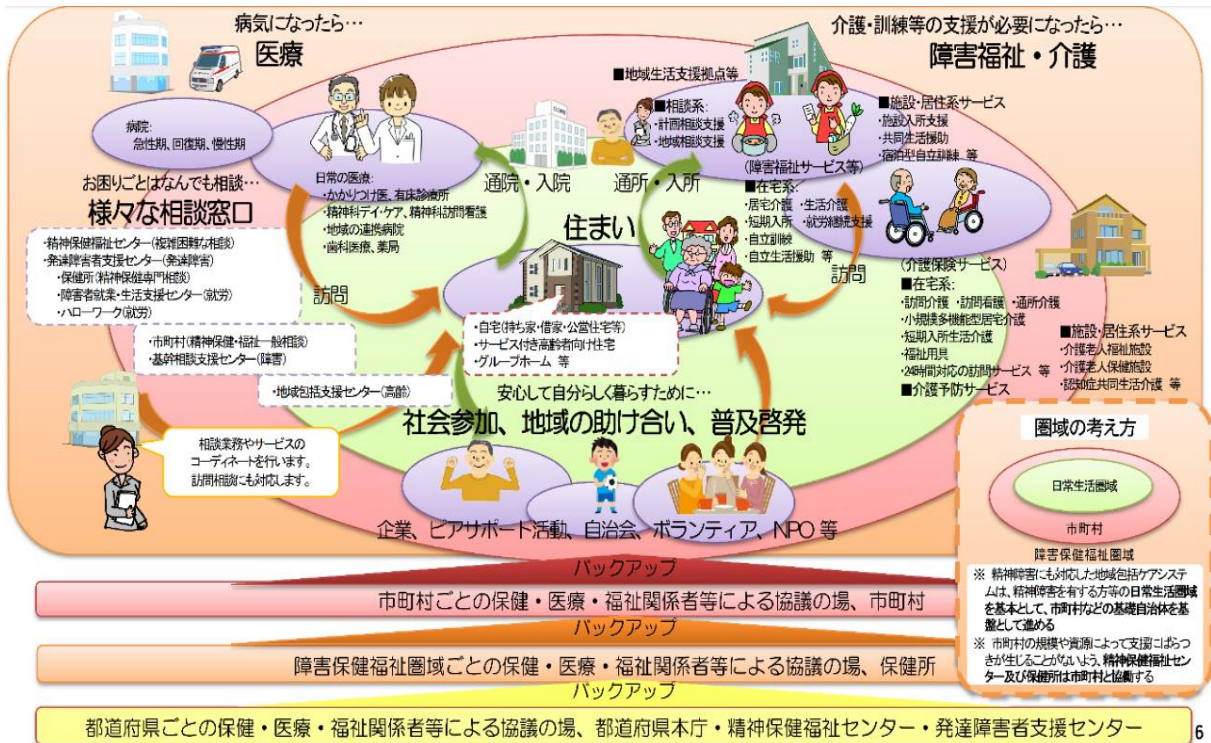 病気になったら…
医療
介護・訓練等の支援が必要になったら…
障害福祉・介護
病院:
急性期、回復期、慢性期
日常の医療:
・かかりつけ医、有床診療所
・精神科デイ・ケア、精神科訪問看護
・地域の連携病院
・歯科医療、薬局
通院・入院
通所・入所
■地域生活支援拠点等
■相談系
・計画相談支援
・地域相談支援
■施設・居住系サービス
・施設入所支援
・共同生活援助
・宿泊型自立訓練 等
(障害福祉サービス等)
■在宅系:
・居宅介護 ・生活介護
・短期入所 ・就労継続支援
・自立訓練
・自立生活援助 等
お困りごとはなんでも相談…
様々な相談窓口
・精神保健福祉センター(複雑困難な相談)
・発達障害者支援センター(発達障害)
・保健所(精神保健専門相談)
・障害者就業・生活支援センター(就労)
・ハローワーク(就労)
・市町村(精神保健・福祉一般相談)
・基幹相談支援センター(障害)
・地域包括支援センター(高齢)
相談業務やサービスの
コーディネートを行います。
訪問相談にも対応します。
訪問
住まい
・自宅(持ち家・借家・公営住宅等)
・サービス付き高齢者向け住宅
・グループホーム 等
訪問
(介護保険サービス)
■在宅系:
・訪問介護 ・訪問看護 ・通所介護
・小規模多機能型居宅介護
・短期入所生活介護
・福祉用具
・24時間対応の訪問サービス 等
■介護予防サービス
■施設・居住系サービス
・介護老人福祉施設
・介護老人保健施設
・認知症共同生活介護 等
安心して自分らしく暮らすために…
社会参加、地域の助け合い、普及啓発
企業、ピアサポート活動、自治会、ボランティア、NPO 等
圏域の考え方
日常生活圏域
市町村
障害保健福祉圏域
※ 精神障害にも対応した地域包括ケアシステ
ムは、精神障害を有する方等の日常生活圏域
を基本として、市町村などの基礎自治体を基
盤として進める
※ 市町村の規模や資源によって支援にばらつ
きが生じることがないよう、精神保健福祉セン
ター及び保健所は市町村と協働する
バックアップ
市町村ごとの保健・医療・福祉関係者等による協議の場、市町村
バックアップ
障害保健福祉圏域ごとの保健・医療・福祉関係者等による協議の場、保健所
バックアップ
都道府県ごとの保健・医療・福祉関係者等による協議の場、都道府県本庁・精神保健福祉センター・発達障害者支援センター
6